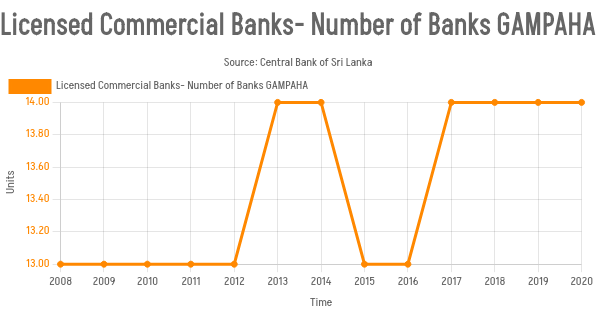 Licensed Commercial Banks- Number of Banks GAMPAHA
Source: Central Bank of Sri Lanka
Licensed Commercial Banks- Number of Banks GAMPAHA
14.00
13.80
13.60
13.40
13.20
13.00
Units
2008 2009 2010 2011 2012 2013 2014 2015 2016 2017 2018 2019 2020
Time